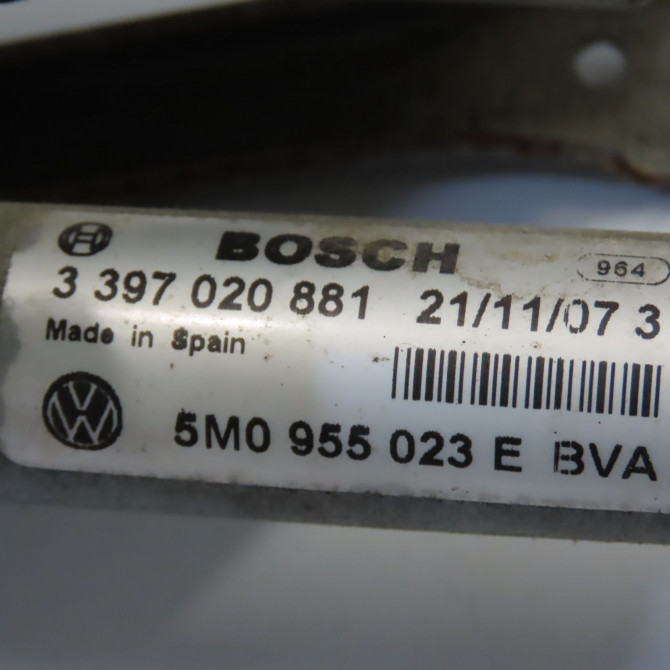 BOSCH
964
3 397 020 881 21/11/07 3
Made in Spain
5M0 955 023 E BVA